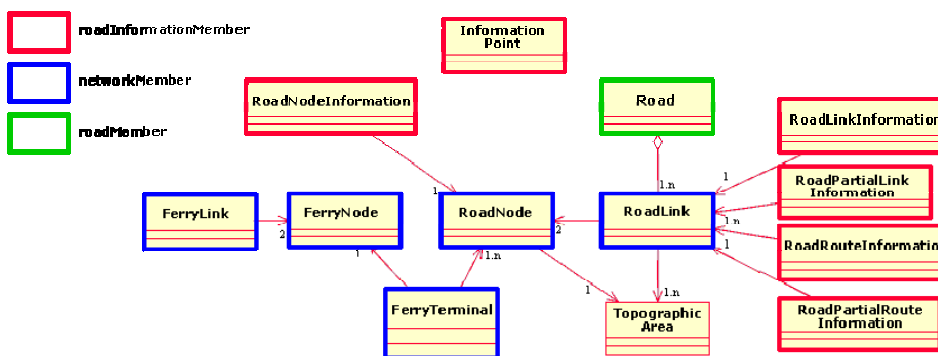 roadInformationMember
networkMember
roadMember
Information
Point
RoadNodeInformation
Road
RoadLinkInformation
1
1
1.n
RoadPartialLink
Information
FerryLink
FerryNode
RoadNode
RoadLink
2
2
1.n
RoadRouteInformation
1
1.n
1
1
1.n
FerryTerminal
Topographic
Area
RoadPartialRoute
Information